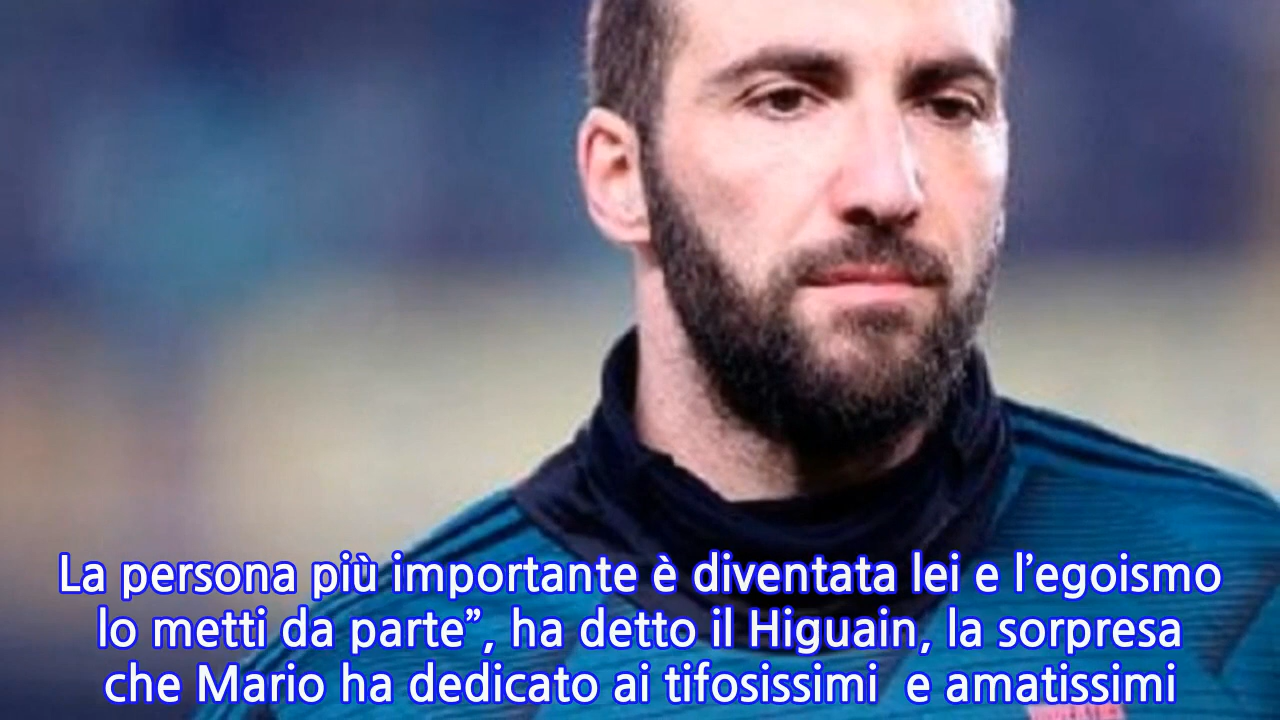 La persona più importante è diventata lei e l’egoismo
lo metti da parte”, ha detto il Higuain, la sorpresa
che Mario ha dedicato ai tifosissimi  e amatissimi